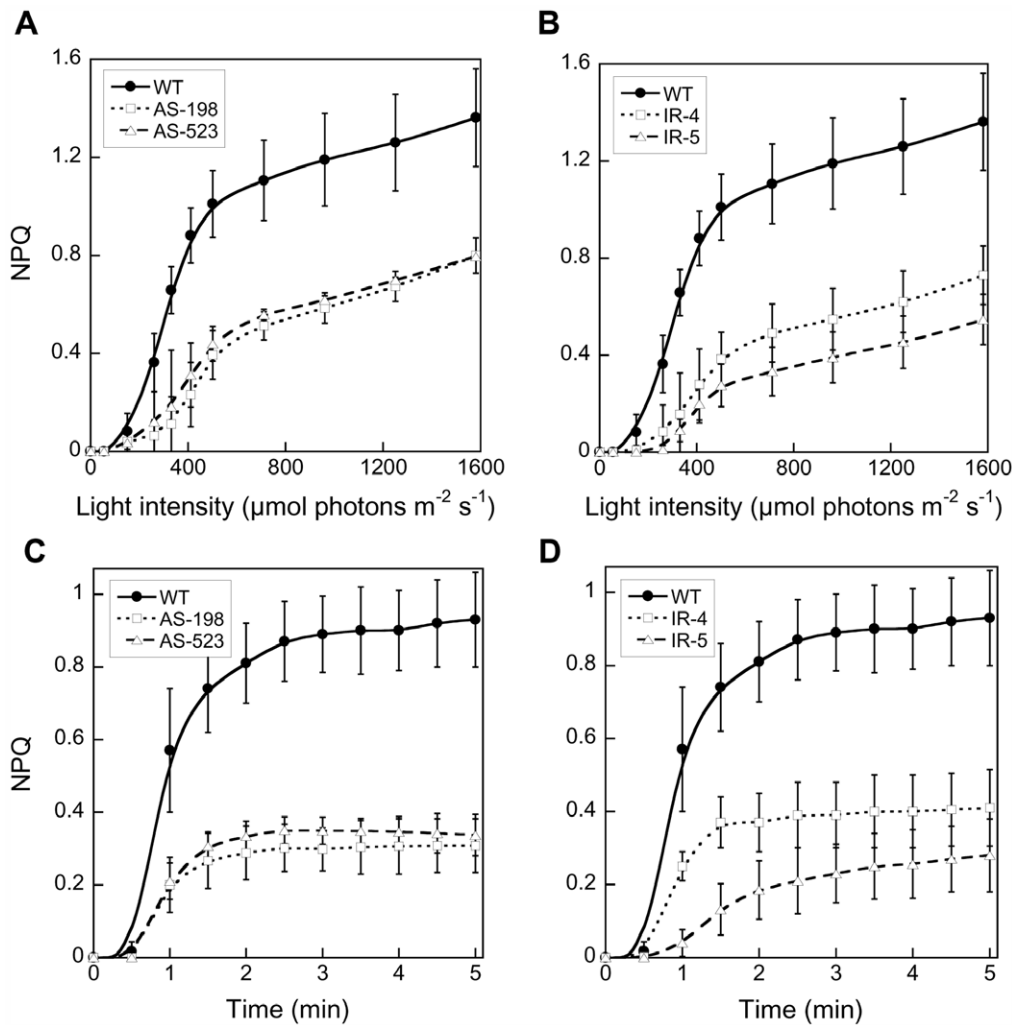 A
B
1.6
WT
AS-198
AS-523
1.2
0.8
0.4
0
NPQ
0 400 800 1200 1600
Light intensity (µmol photons m⁻² s⁻¹)
1.6
WT
IR-4
IR-5
1.2
0.8
0.4
0
0 400 800 1200 1600
Light intensity (µmol photons m⁻² s⁻¹)
C
D
1
WT
AS-198
AS-523
0.8
0.6
0.4
0.2
0
NPQ
0 1 2 3 4 5
Time (min)
1
WT
IR-4
IR-5
0.8
0.6
0.4
0.2
0
0 1 2 3 4 5
Time (min)